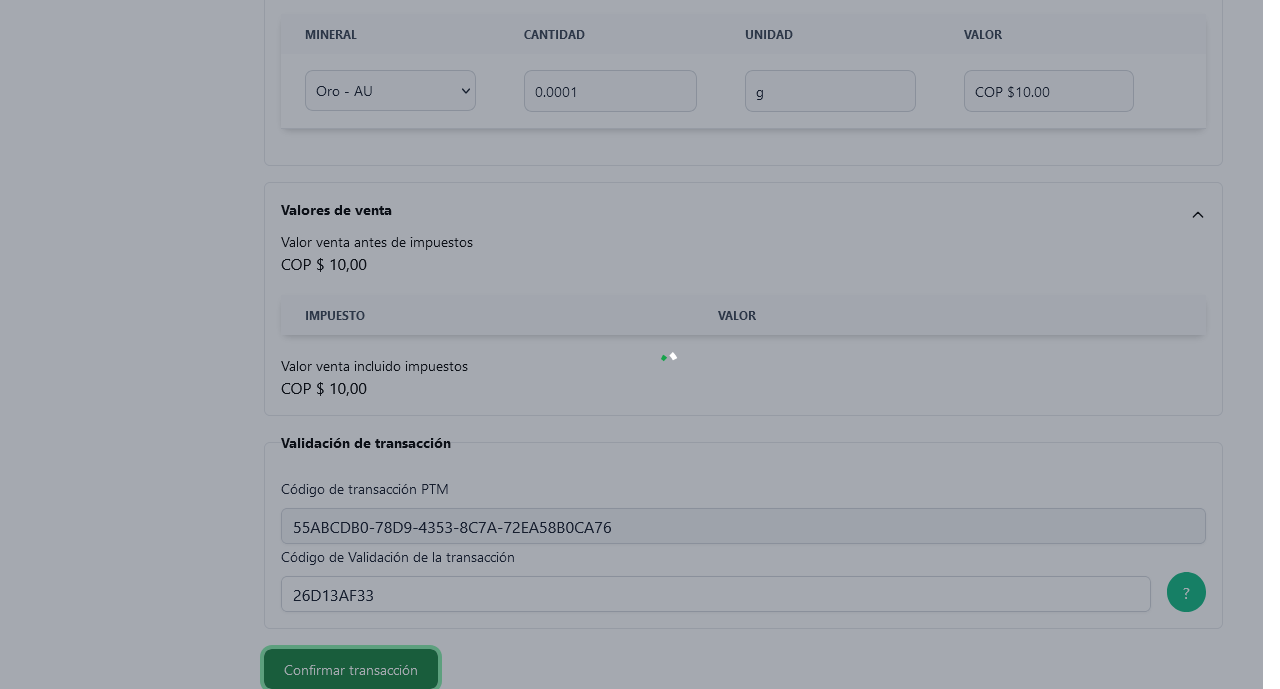 MINERAL CANTIDAD UNIDAD VALOR
Oro - AU 0.0001 g COP $10.00
Valores de venta
Valor venta antes de impuestos
COP $ 10,00
IMPUESTO VALOR
Valor venta incluido impuestos
COP $ 10,00
Validación de transacción
Código de transacción PTM
55ABCDB0-78D9-4353-8C7A-72EA58B0CA76
Código de Validación de la transacción
26D13AF33 ?
Confirmar transacción